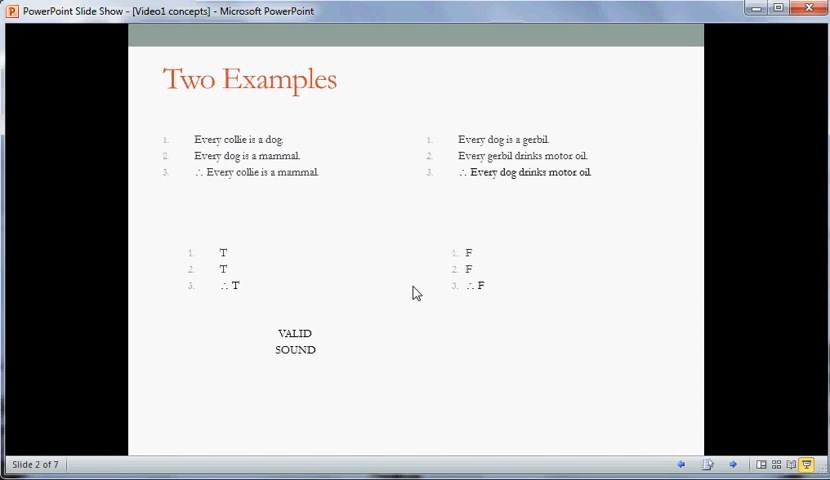 PowerPoint Slide Show - [Video1 concepts] - Microsoft PowerPoint
Two Examples
1. Every collie is a dog.
2. Every dog is a mammal.
3. ∴ Every collie is a mammal.
1. Every dog is a gerbil.
2. Every gerbil drinks motor oil.
3. ∴ Every dog drinks motor oil.
1. T
2. T
3. ∴ T
1. F
2. F
3. ∴ F
VALID
SOUND
Slide 2 of 7